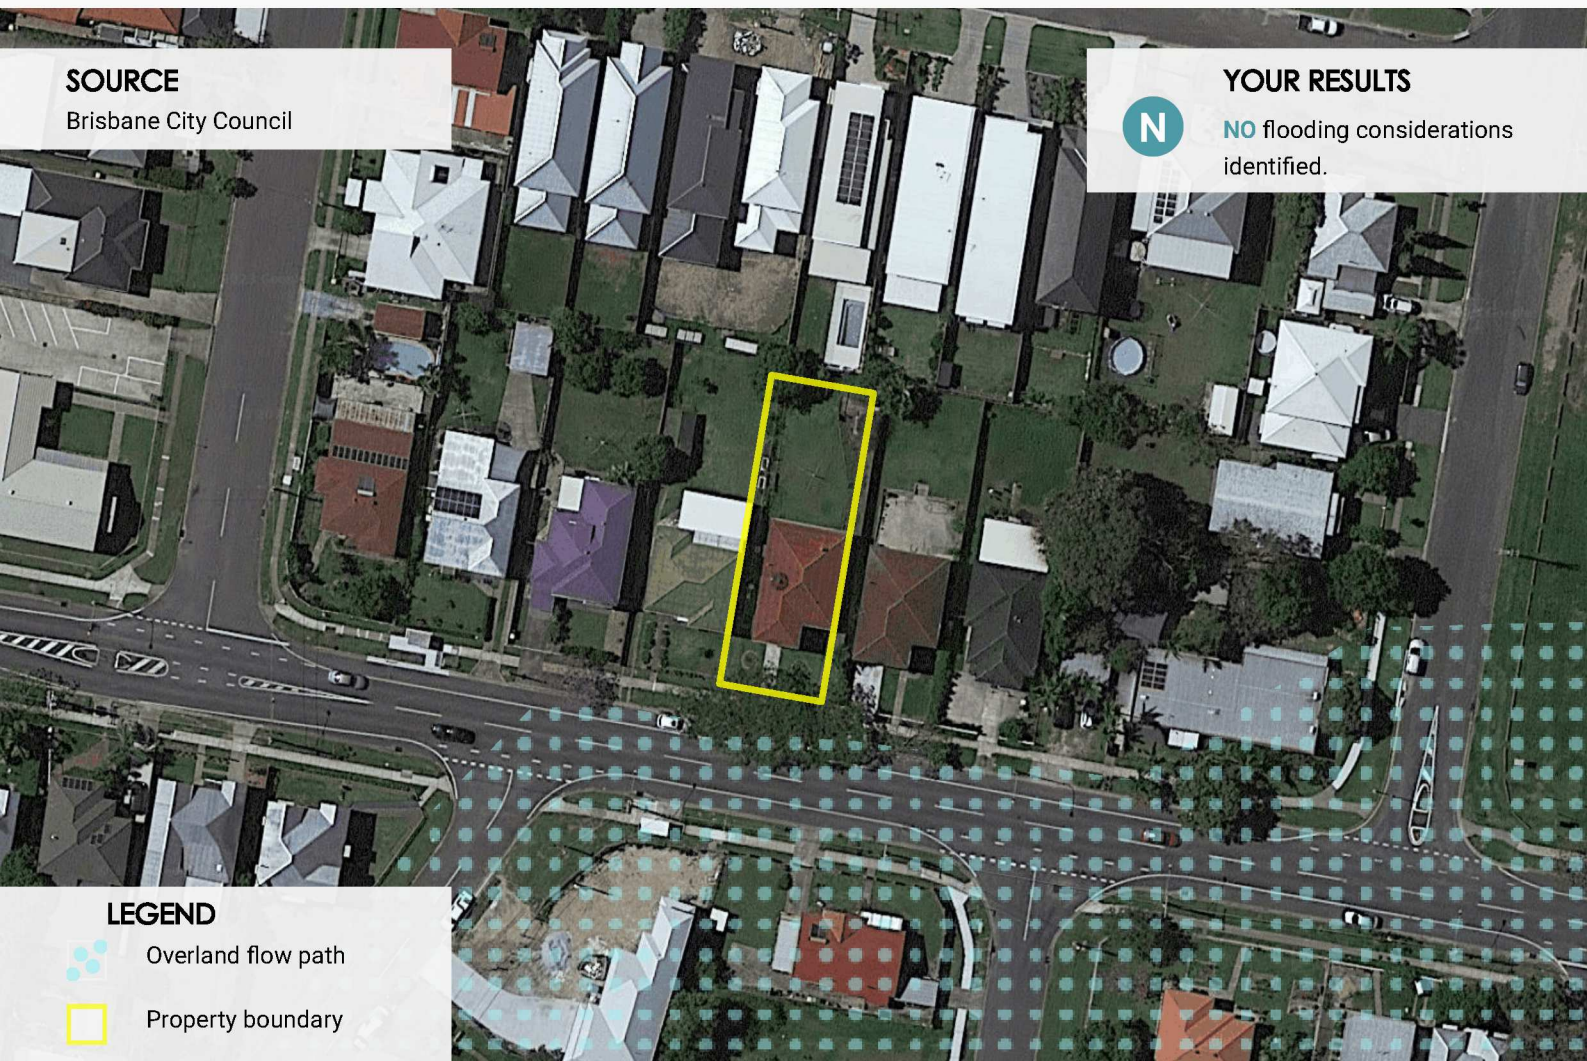 SOURCE
Brisbane City Council
YOUR RESULTS
N
NO flooding considerations
identified.
LEGEND
Overland flow path
Property boundary